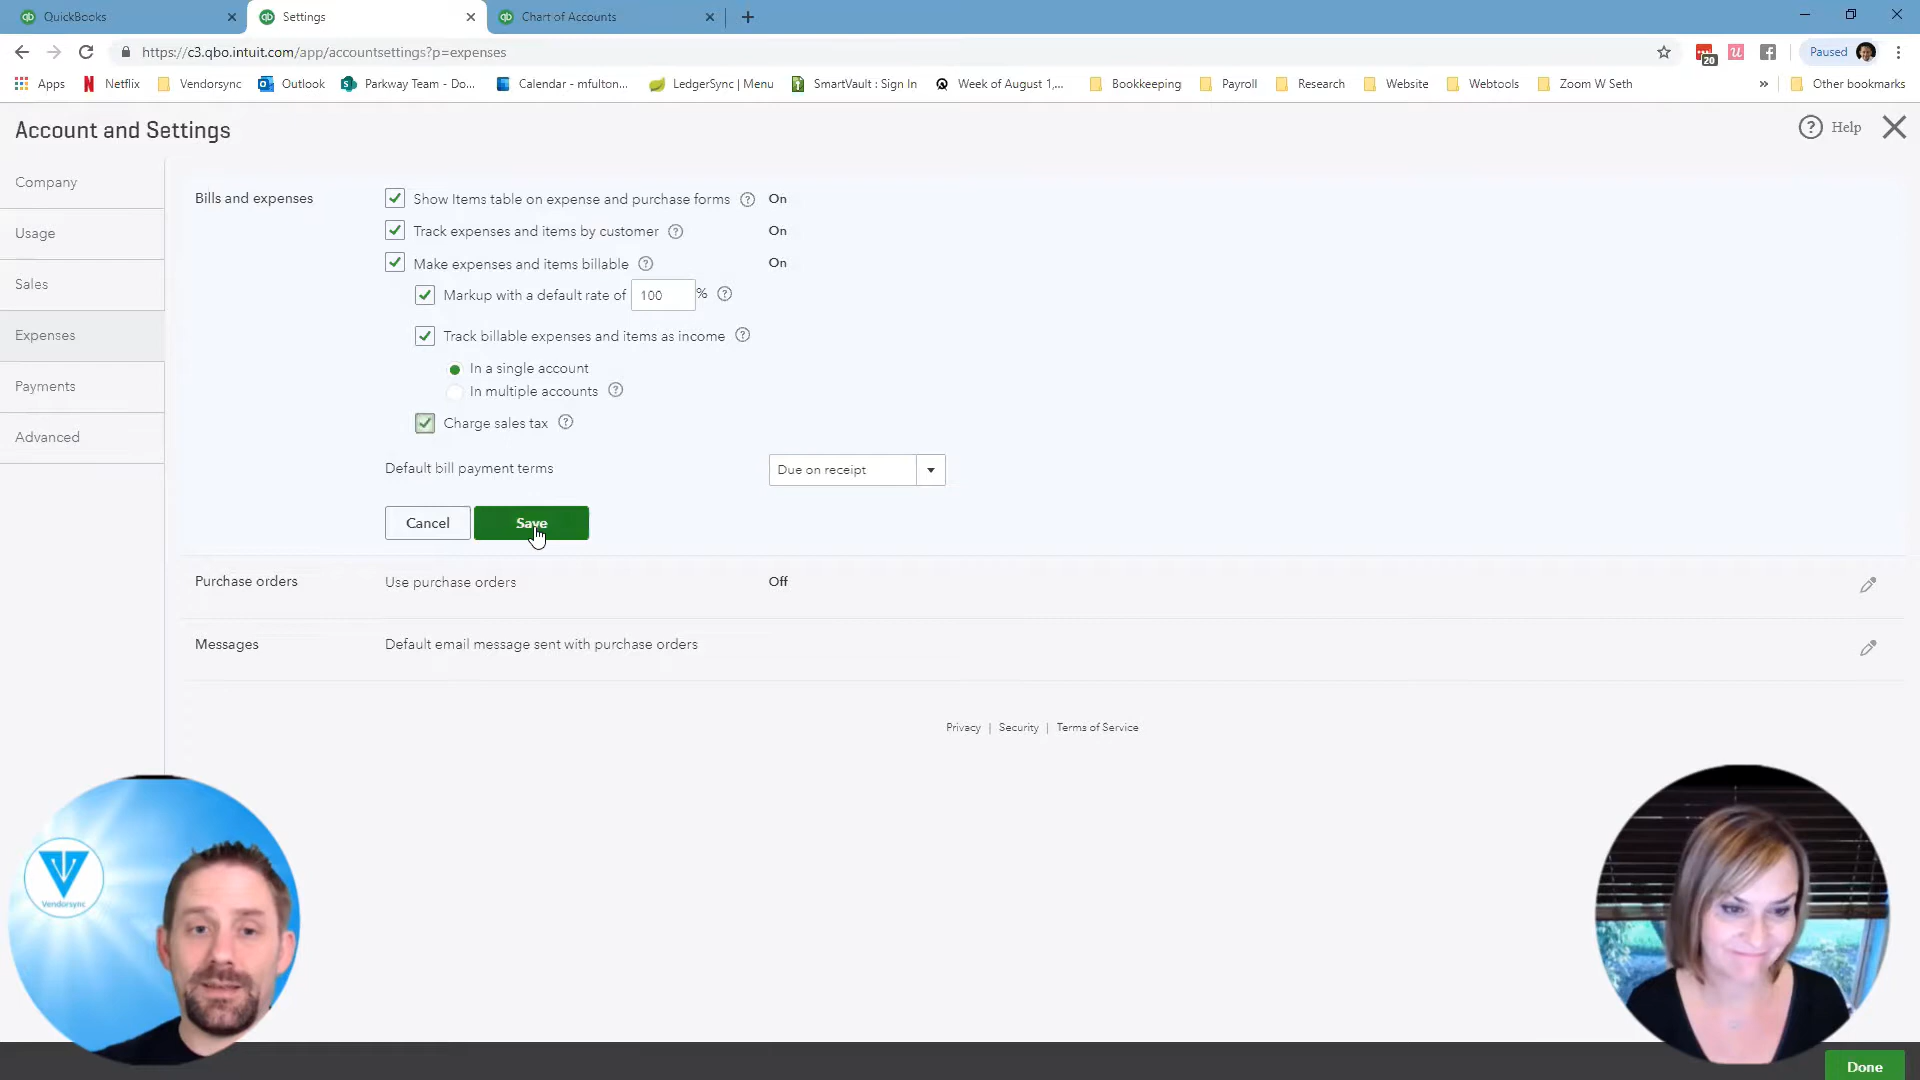 QuickBooks
Settings
Chart of Accounts
https://c3.qbo.intuit.com/app/accountsettings?p=expenses
Paused
20
Apps
Netflix
Vendorsync
Outlook
Parkway Team - Do...
Calendar - mfulton...
LedgerSync | Menu
SmartVault : Sign In
Week of August 1,...
Bookkeeping
Payroll
Research
Website
Webtools
Zoom W Seth
»
Other bookmarks
Account and Settings
? Help
Company
Usage
Sales
Expenses
Payments
Advanced
Bills and expenses
Show Items table on expense and purchase forms ? On
Track expenses and items by customer ? On
Make expenses and items billable ? On
Markup with a default rate of 100 % ?
Track billable expenses and items as income ?
In a single account
In multiple accounts ?
Charge sales tax ?
Default bill payment terms Due on receipt
Cancel Save
Purchase orders Use purchase orders Off
Messages Default email message sent with purchase orders
Privacy | Security | Terms of Service
Vendorsync
Done